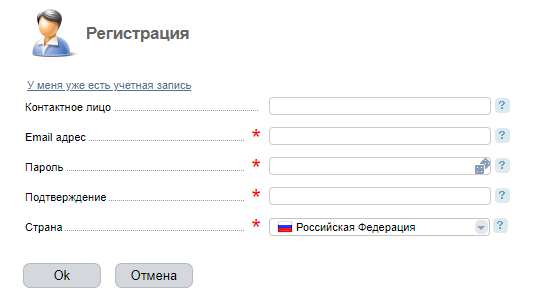 Регистрация
У меня уже есть учетная запись
Контактное лицо ?
Email адрес * ?
Пароль * ?
Подтверждение * ?
Страна * Российская Федерация ?
Ok Отмена